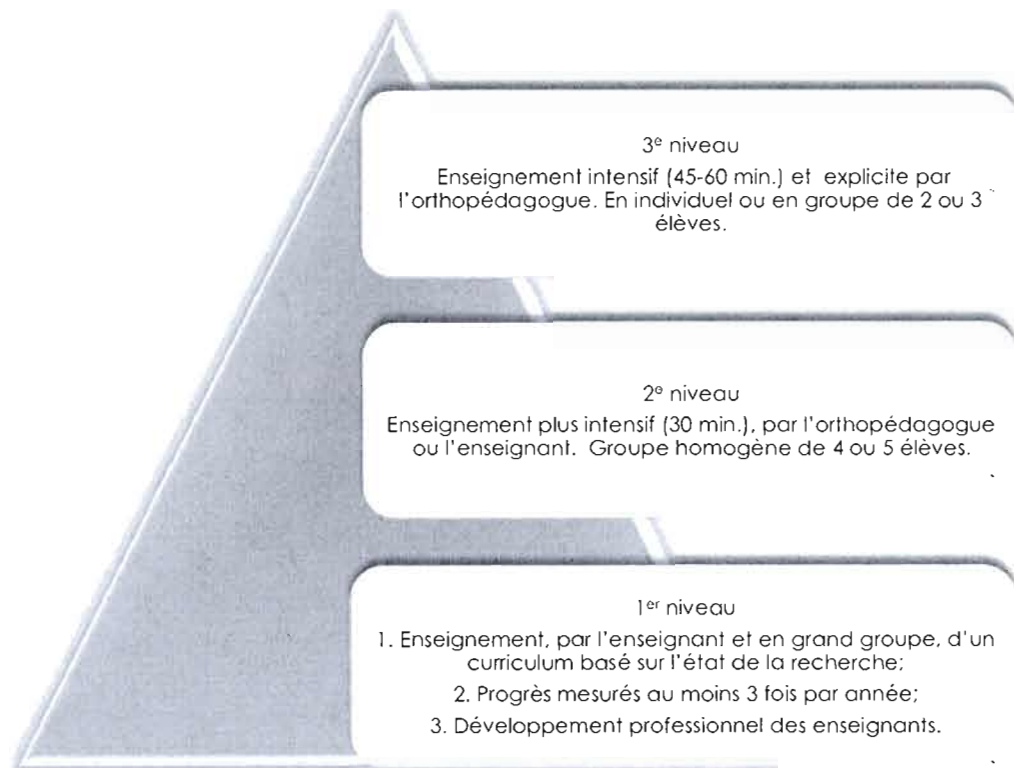 3e niveau
Enseignement intensif (45-60 min.) et explicite par
l'orthopédagogue. En individuel ou en groupe de 2 ou 3
élèves.
2e niveau
Enseignement plus intensif (30 min.), par l'orthopédagogue
ou l'enseignant. Groupe homogène de 4 ou 5 élèves.
1er niveau
1. Enseignement, par l'enseignant et en grand groupe, d'un
curriculum basé sur l'état de la recherche;
2. Progrès mesurés au moins 3 fois par année;
3. Développement professionnel des enseignants.